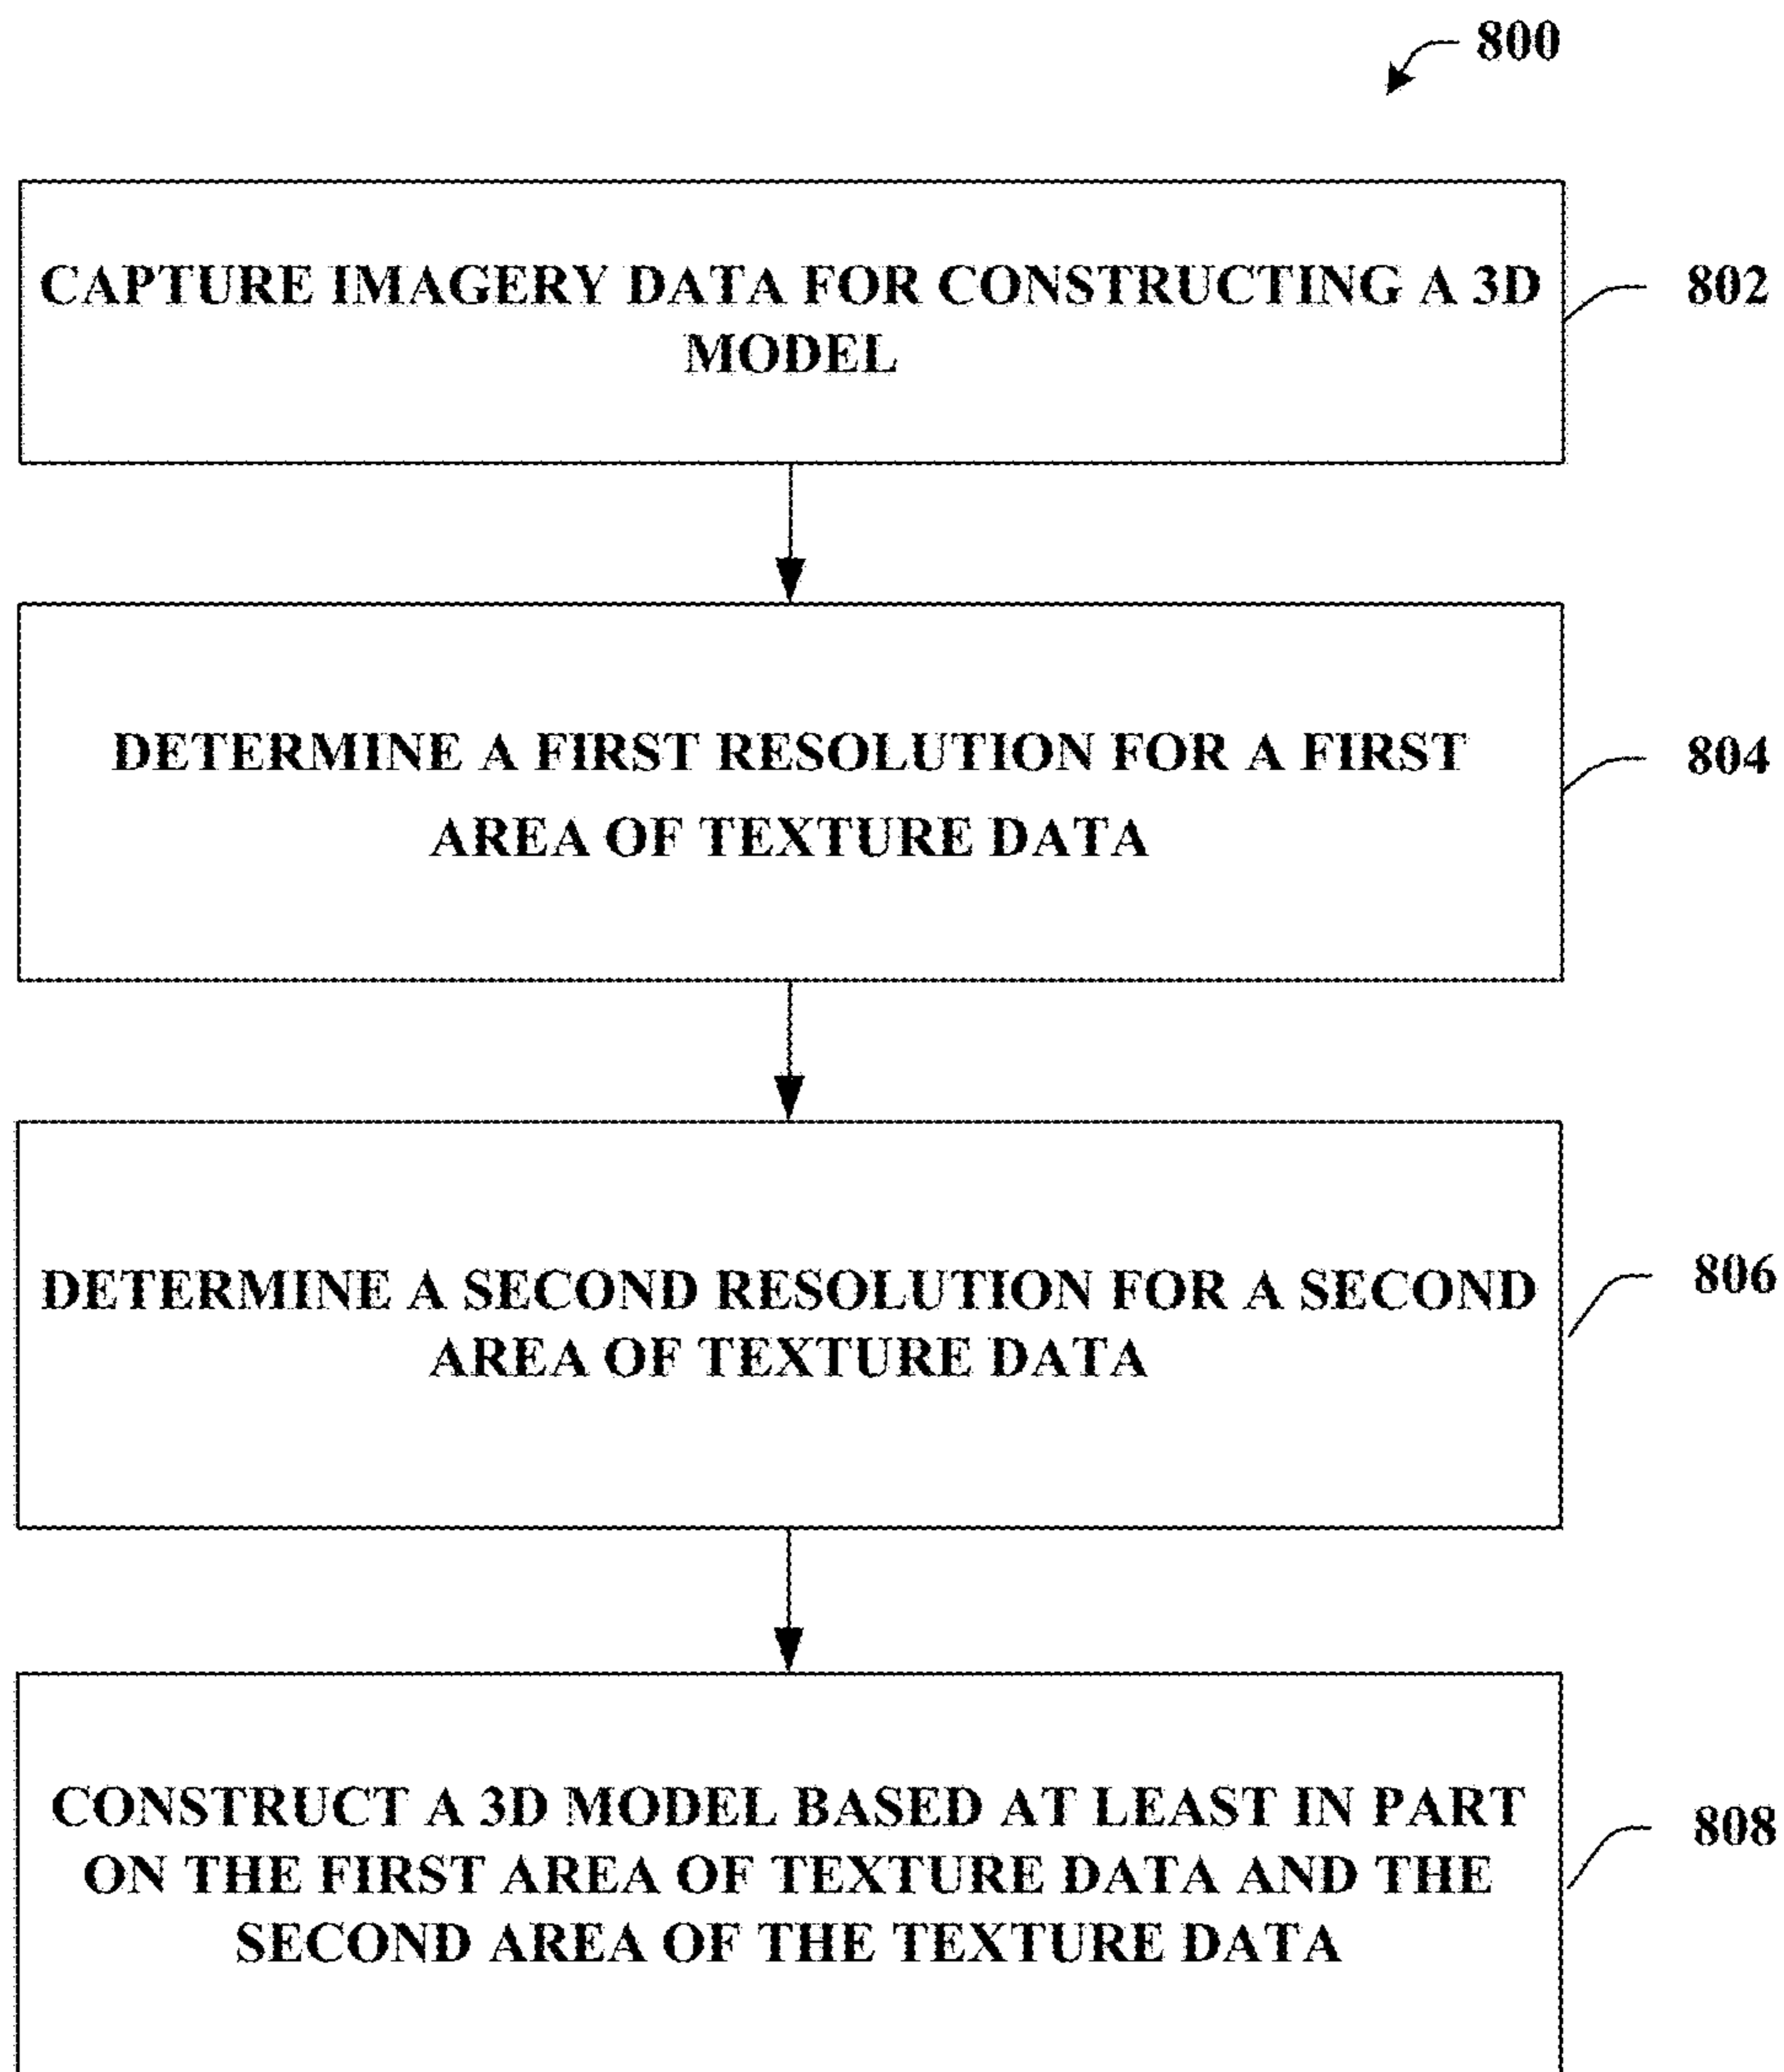 800
CAPTURE IMAGERY DATA FOR CONSTRUCTING A 3D
MODEL
802
DETERMINE A FIRST RESOLUTION FOR A FIRST
AREA OF TEXTURE DATA
804
DETERMINE A SECOND RESOLUTION FOR A SECOND
AREA OF TEXTURE DATA
806
CONSTRUCT A 3D MODEL BASED AT LEAST IN PART
ON THE FIRST AREA OF TEXTURE DATA AND THE
SECOND AREA OF THE TEXTURE DATA
808